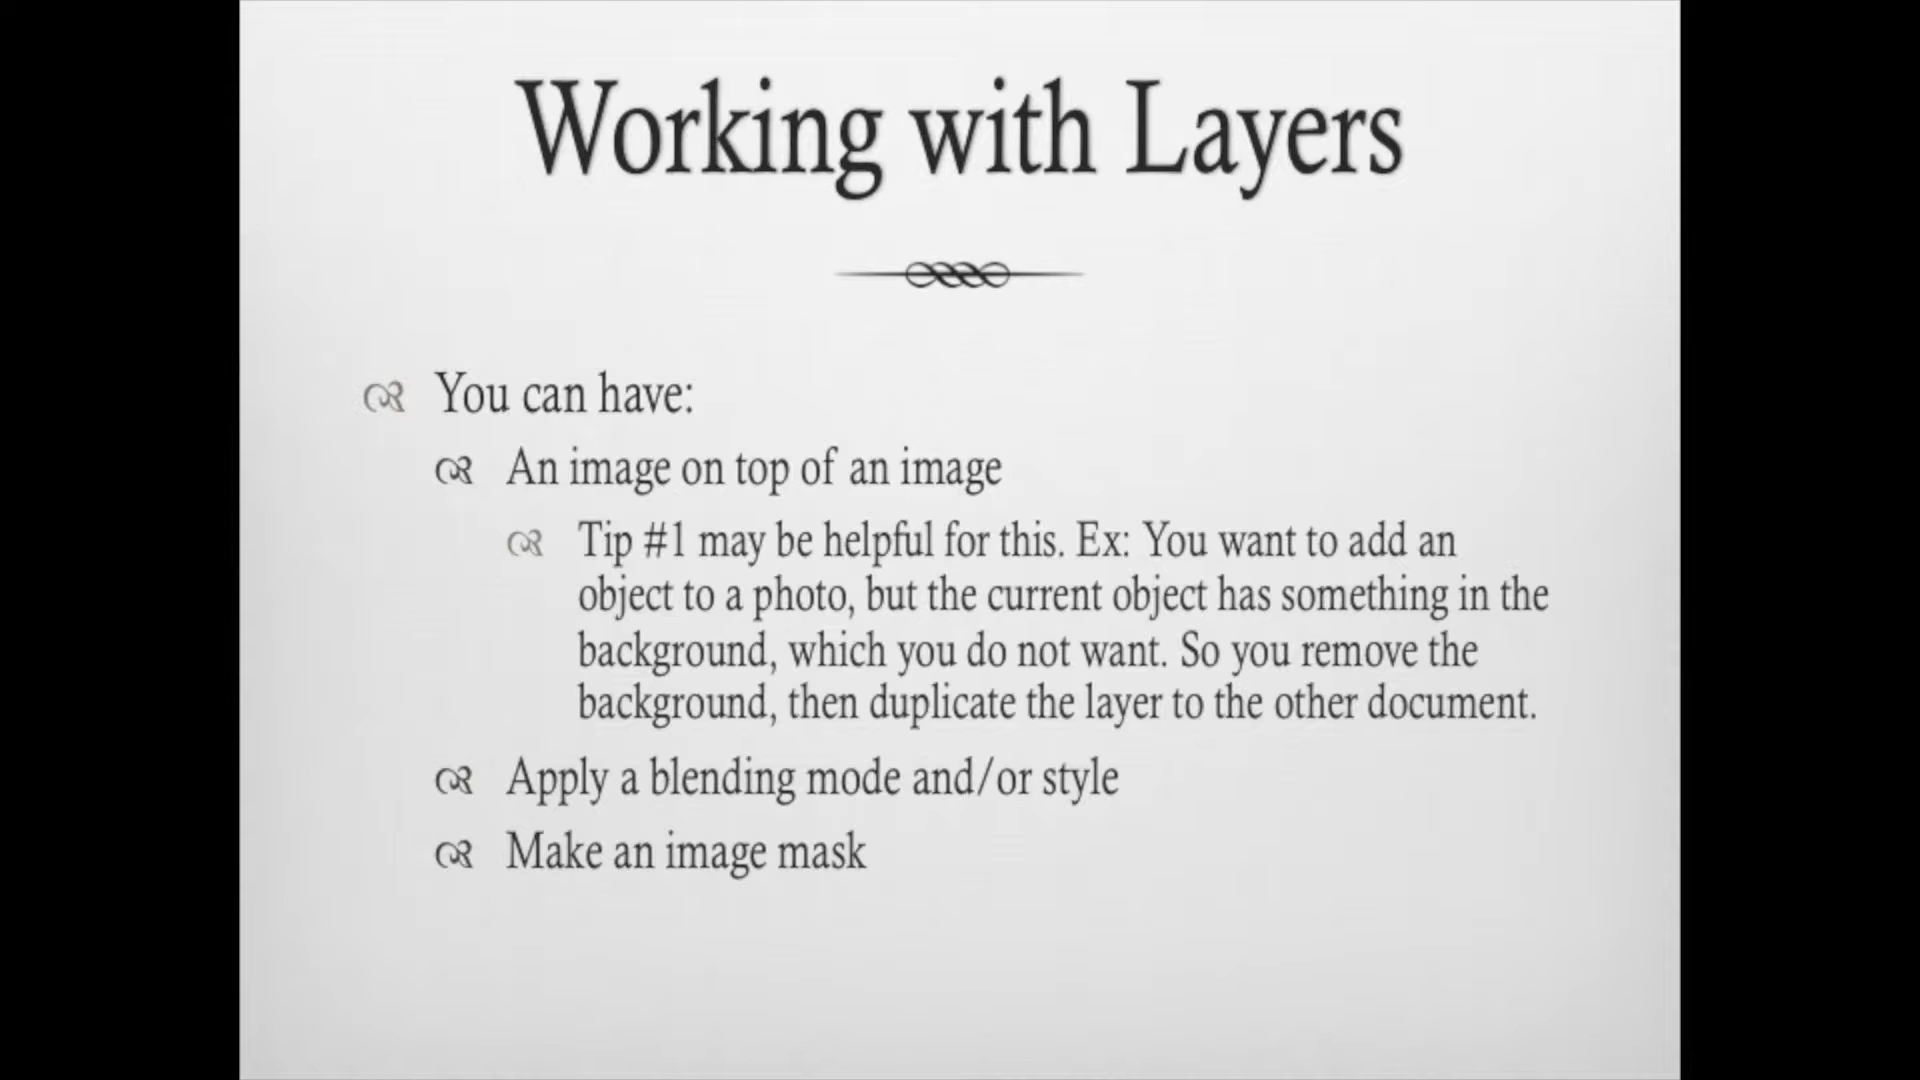 Working with Layers
You can have:
An image on top of an image
Tip #1 may be helpful for this. Ex: You want to add an
object to a photo, but the current object has something in the
background, which you do not want. So you remove the
background, then duplicate the layer to the other document.
Apply a blending mode and/or style
Make an image mask